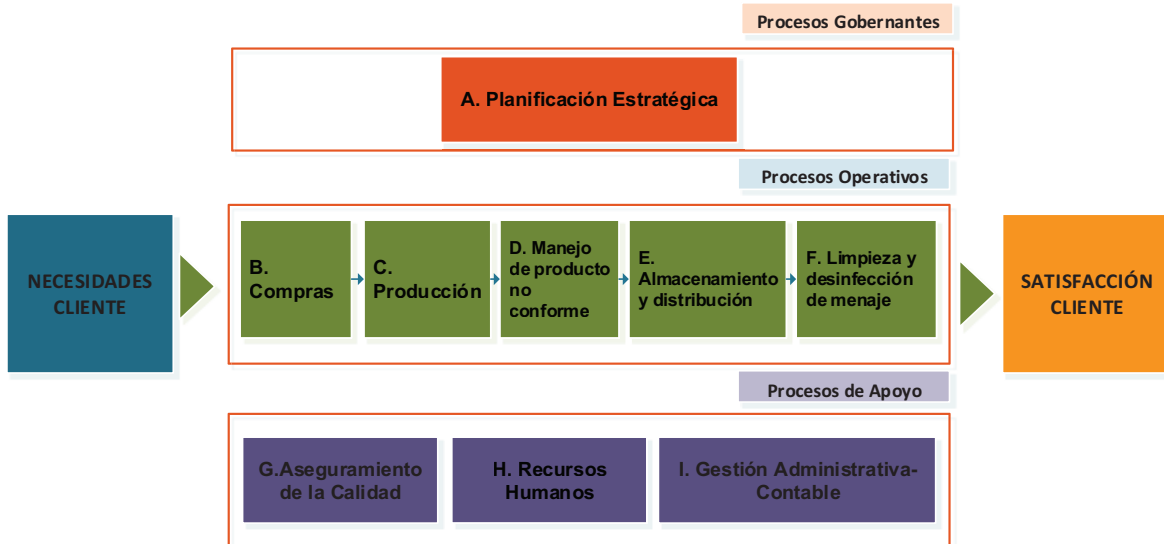 Procesos Gobernantes
A. Planificación Estratégica
Procesos Operativos
NECESIDADES
CLIENTE
B.
Compras
C.
Producción
D. Manejo
de producto
no
conforme
E.
Almacenamiento
y distribución
F. Limpieza y
desinfección
de menaje
SATISFACCIÓN
CLIENTE
Procesos de Apoyo
G.Aseguramiento
de la Calidad
H. Recursos
Humanos
I. Gestión Administrativa-
Contable